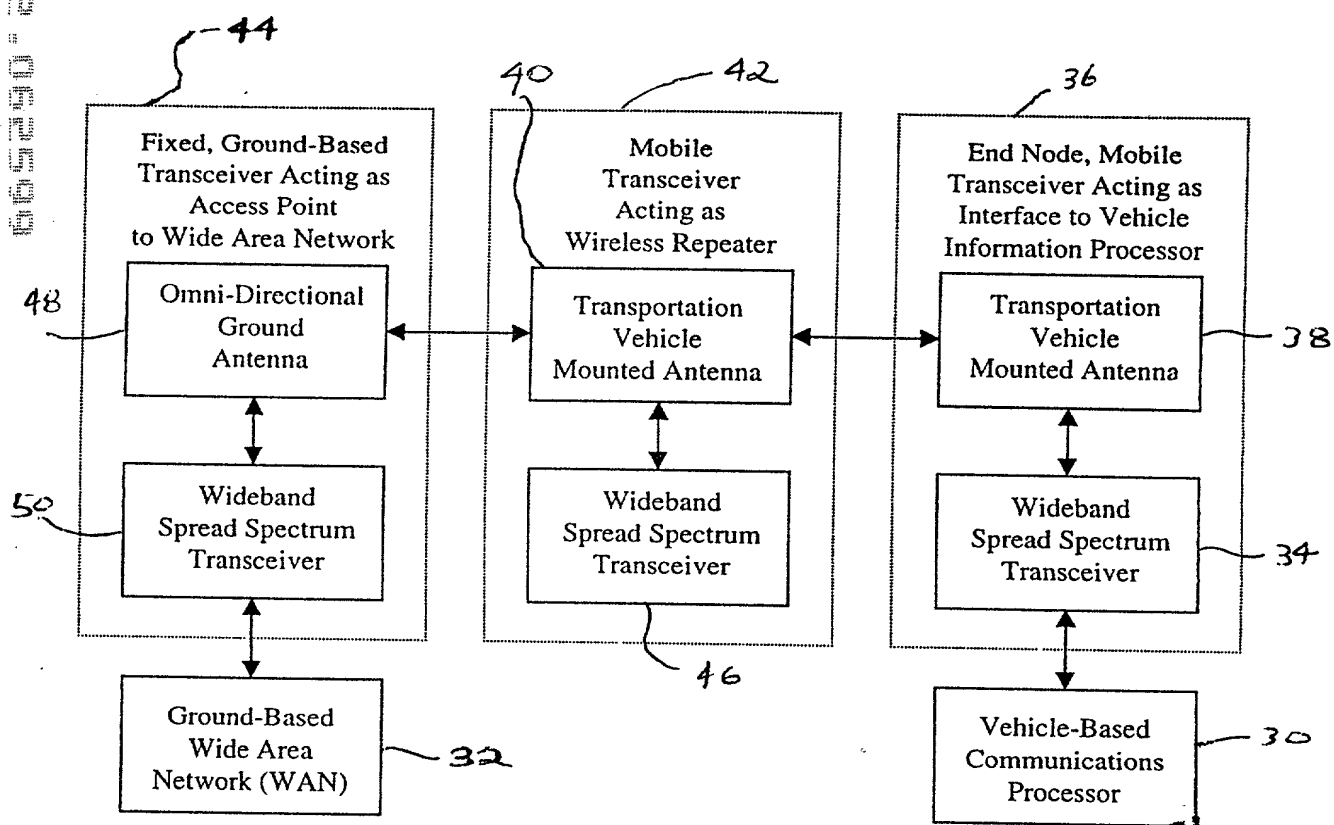 44
40
42
36
Fixed, Ground-Based
Transceiver Acting as
Access Point
to Wide Area Network
Mobile
Transceiver
Acting as
Wireless Repeater
End Node, Mobile
Transceiver Acting as
Interface to Vehicle
Information Processor
48
Omni-Directional
Ground
Antenna
Transportation
Vehicle
Mounted Antenna
Transportation
Vehicle
Mounted Antenna
38
50
Wideband
Spread Spectrum
Transceiver
Wideband
Spread Spectrum
Transceiver
46
Wideband
Spread Spectrum
Transceiver
34
Ground-Based
Wide Area
Network (WAN)
32
Vehicle-Based
Communications
Processor
30